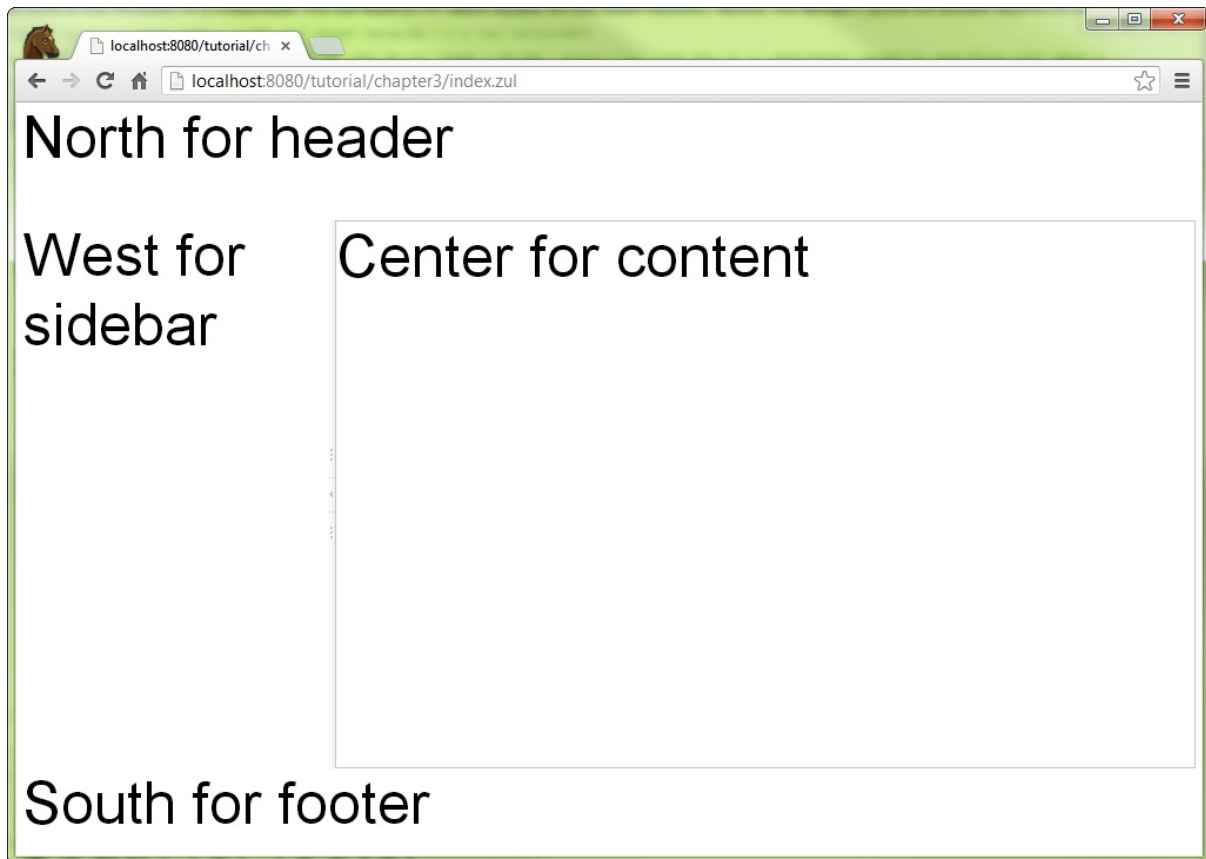 localhost:8080/tutorial/ch
localhost:8080/tutorial/chapter3/index.zul
North for header
West for
sidebar
Center for content
South for footer